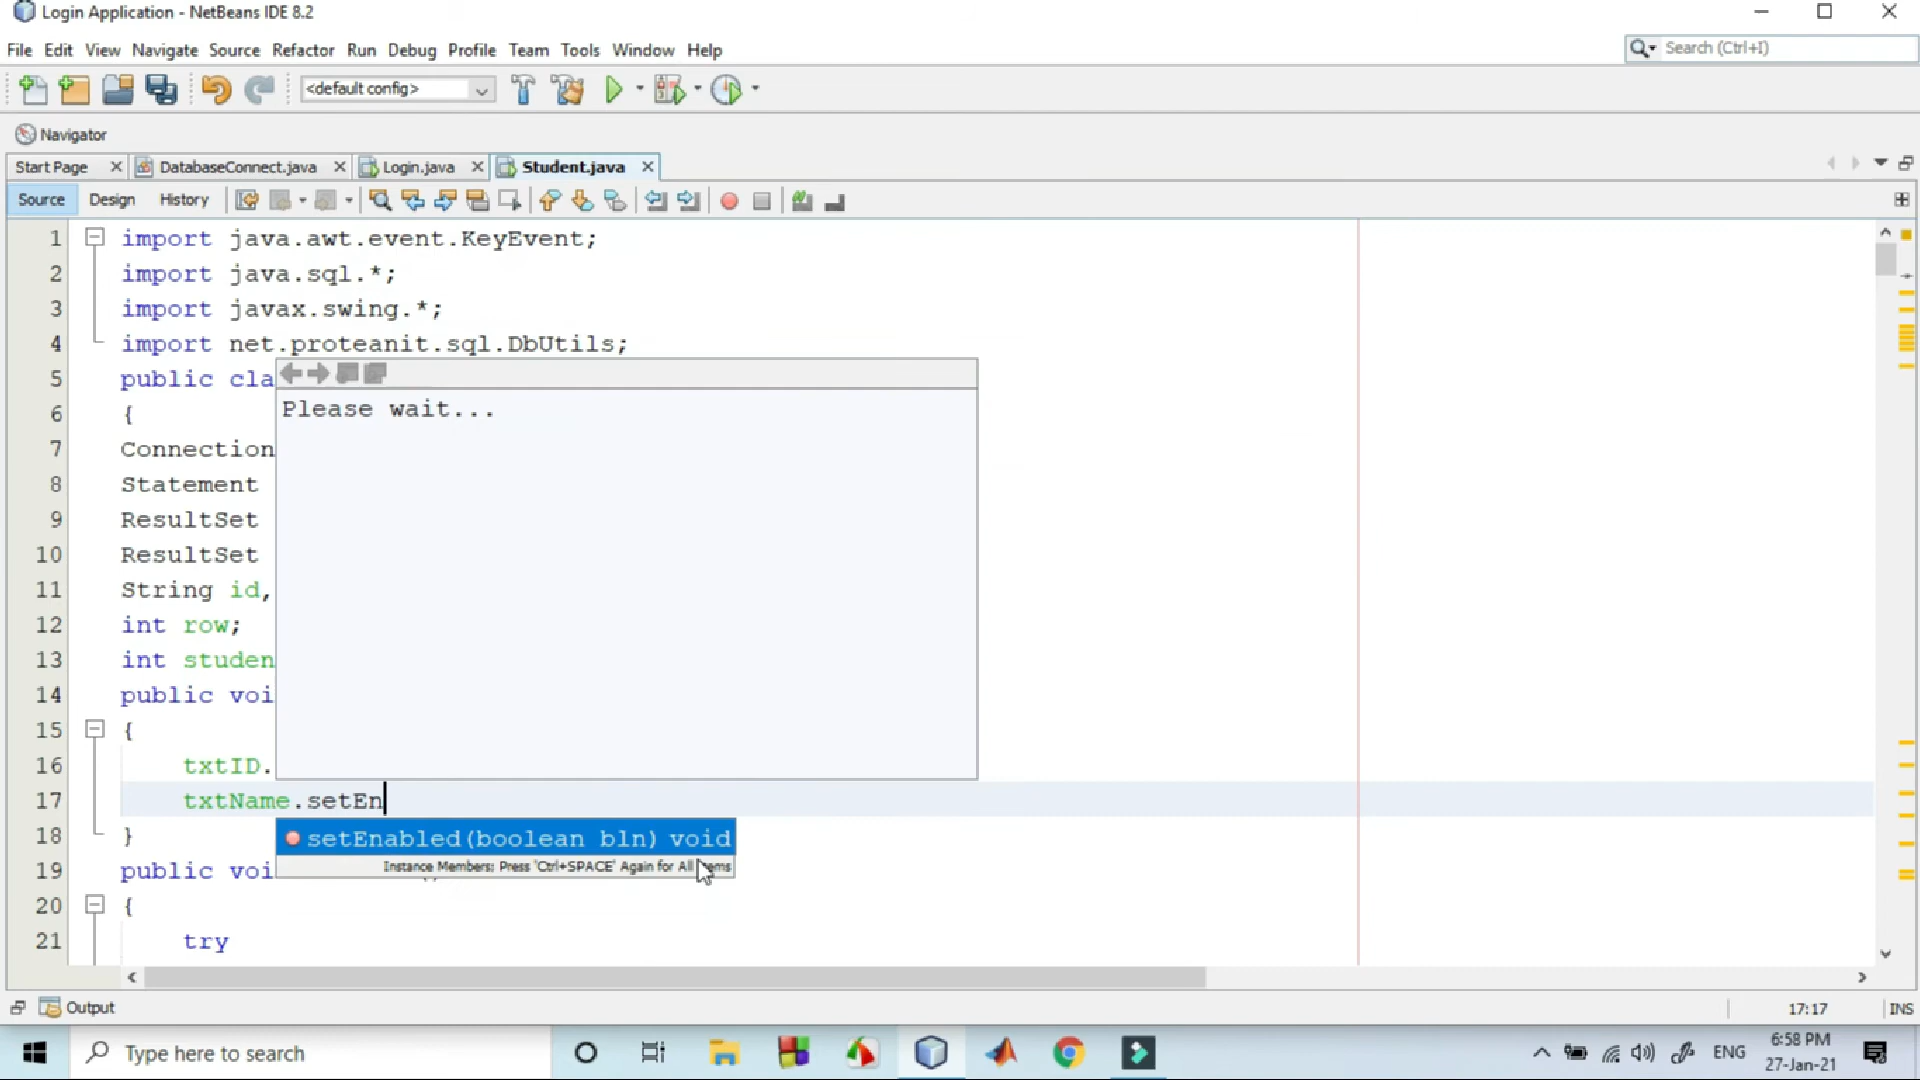 Login Application - NetBeans IDE 8.2
File Edit View Navigate Source Refactor Run Debug Profile Team Tools Window Help
Search (Ctrl+I)
<default config>
Navigator
Start Page DatabaseConnect.java Login.java Student.java
Source Design History
1 import java.awt.event.KeyEvent;
2 import java.sql.*;
3 import javax.swing.*;
4 import net.proteanit.sql.DbUtils;
5 public cla
6 {
Please wait...
7 Connection
8 Statement
9 ResultSet
10 ResultSet
11 String id,
12 int row;
13 int studen
14 public voi
15 {
16 txtID.
17 txtName.setEn
18 }
setEnabled(boolean bln) void
Instance Members; Press 'Ctrl+SPACE' Again for All Items
19 public voi
20 {
21 try
Output
17:17 INS
Type here to search
ENG
6:58 PM
27-Jan-21